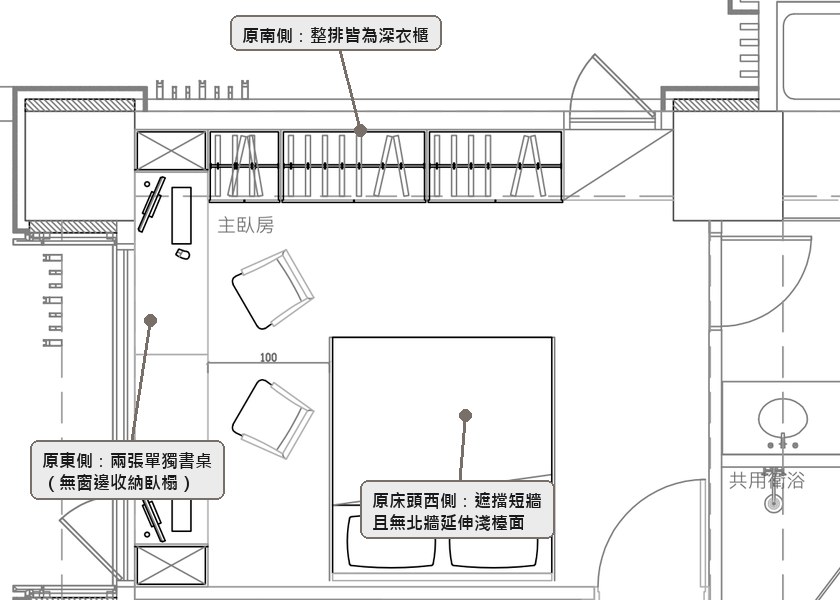 原南側：整排皆為深衣櫃
主臥房
100
原東側：兩張單獨書桌
（無窗邊收納臥榻）
原床頭西側：遮擋短牆
且無北牆延伸淺檯面
共用衛浴